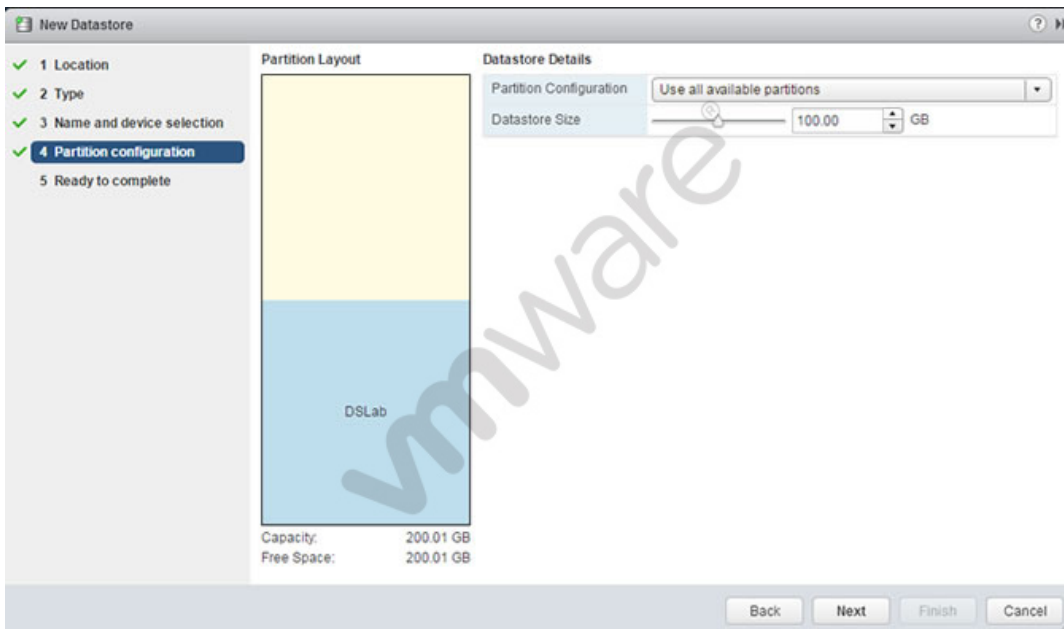 New Datastore
1 Location
2 Type
3 Name and device selection
4 Partition configuration
5 Ready to complete
Partition Layout
DSLab
Capacity: 200.01 GB
Free Space: 200.01 GB
Datastore Details
Partition Configuration Use all available partitions
Datastore Size 100.00 GB
vmware®
Back Next Finish Cancel